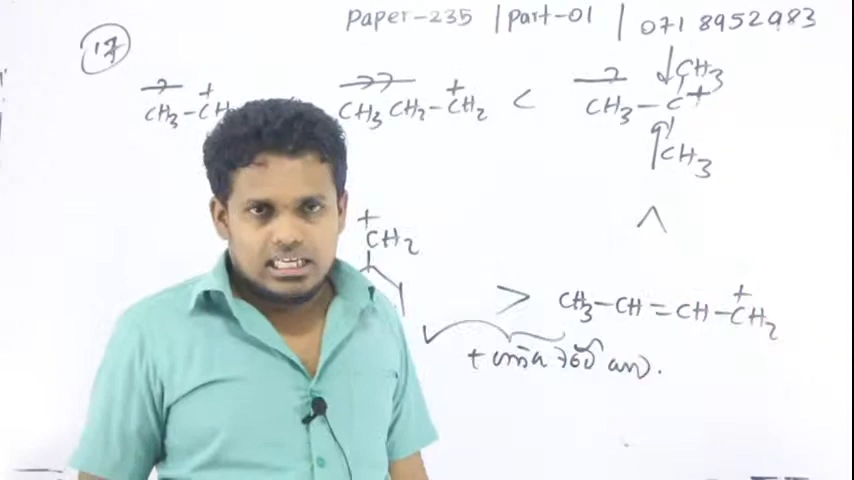 Paper-235 | Part-01 | 071 8952983
17
CH₃-CH₂ CH₃ CH₂-CH₂⁺ < CH₃-C⁺
CH₃
CH₃
<
⁺CH₂
> CH₃-CH=CH-CH₂⁺
+